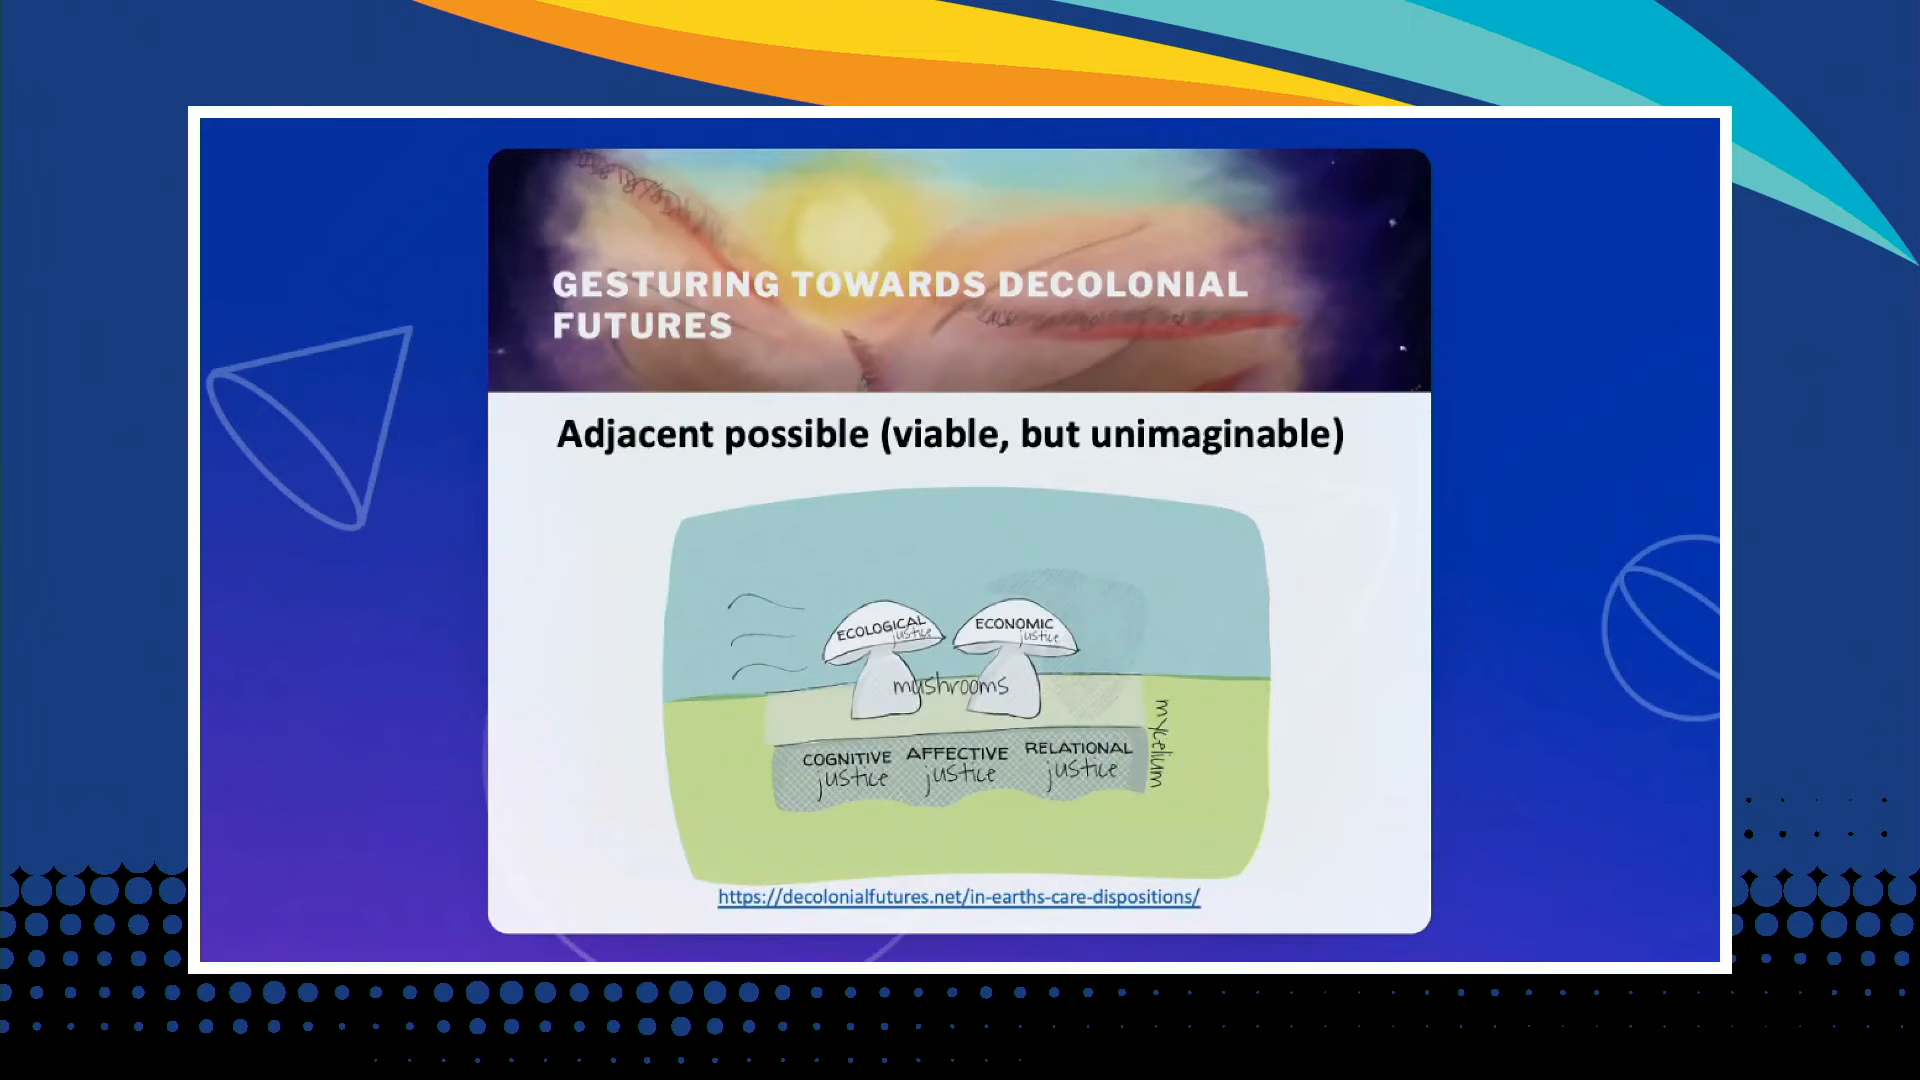 GESTURING TOWARDS DECOLONIAL
FUTURES
Adjacent possible (viable, but unimaginable)
ECOLOGICAL
justice
ECONOMIC
justice
mushrooms
mycelium
COGNITIVE
justice
AFFECTIVE
justice
RELATIONAL
justice
https://decolonialfutures.net/in-earths-care-dispositions/